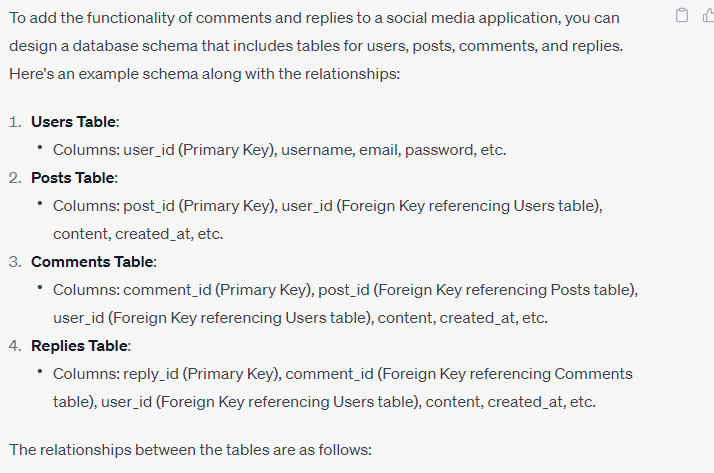 To add the functionality of comments and replies to a social media application, you can
design a database schema that includes tables for users, posts, comments, and replies.
Here's an example schema along with the relationships:
1. Users Table:
• Columns: user_id (Primary Key), username, email, password, etc.
2. Posts Table:
• Columns: post_id (Primary Key), user_id (Foreign Key referencing Users table),
content, created_at, etc.
3. Comments Table:
• Columns: comment_id (Primary Key), post_id (Foreign Key referencing Posts table),
user_id (Foreign Key referencing Users table), content, created_at, etc.
4. Replies Table:
• Columns: reply_id (Primary Key), comment_id (Foreign Key referencing Comments
table), user_id (Foreign Key referencing Users table), content, created_at, etc.
The relationships between the tables are as follows: